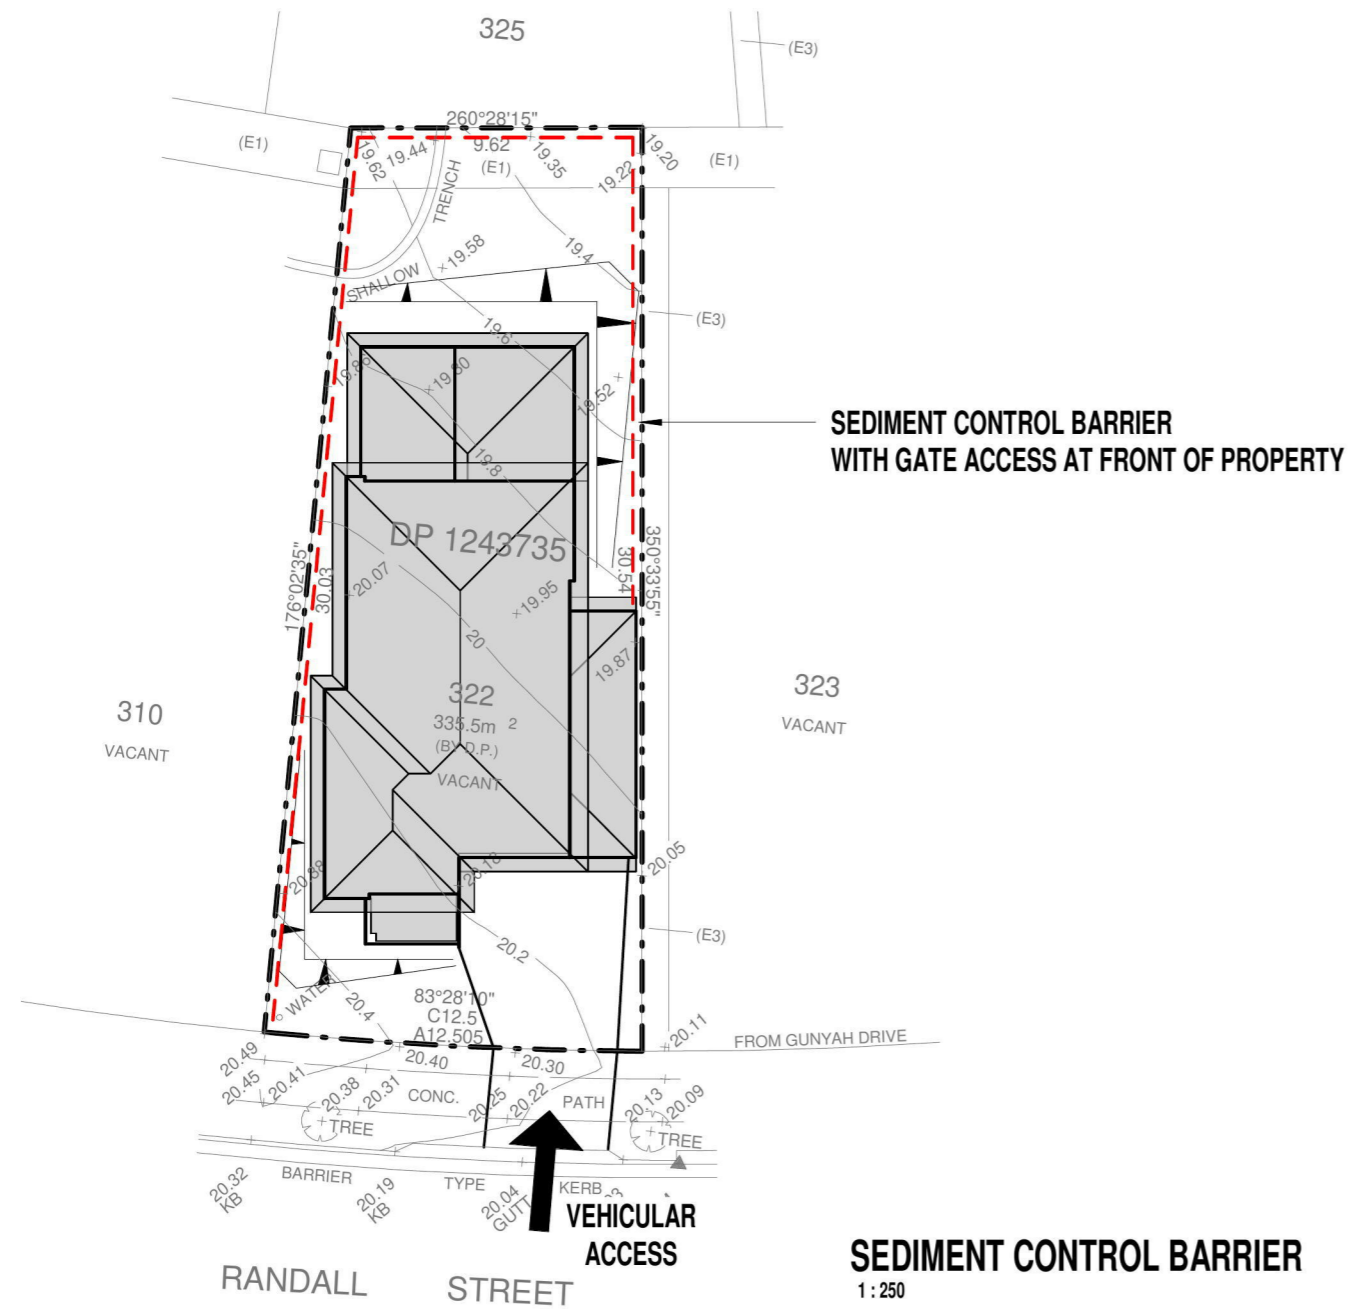 325
(E3)
260°28'15"
(E1)
19.62
19.44
9.62
(E1)
19.35
19.22
19.20
(E1)
TRENCH
SHALLOW
19.58
19.4
(E3)
19.6
19.86
19.80
19.52
SEDIMENT CONTROL BARRIER
WITH GATE ACCESS AT FRONT OF PROPERTY
19.8
DP 1243735
176°02'35"
30.03
20.07
19.95
30.54
350°33'55"
20
19.87
310
VACANT
322
335.5m 2
(BY D.P.)
VACANT
323
VACANT
20.38
20.18
20.05
(E3)
20.2
WATER
20.4
83°28'10"
C12.5
A12.505
20.11
FROM GUNYAH DRIVE
20.49
20.40
20.30
20.45
20.41
20.38
20.31
CONC.
20.25
20.22
PATH
20.13
20.09
TREE
TREE
BARRIER
TYPE
KERB
20.32
KB
20.19
KB
20.04
GUTT
VEHICULAR
ACCESS
RANDALL STREET
SEDIMENT CONTROL BARRIER
1 : 250